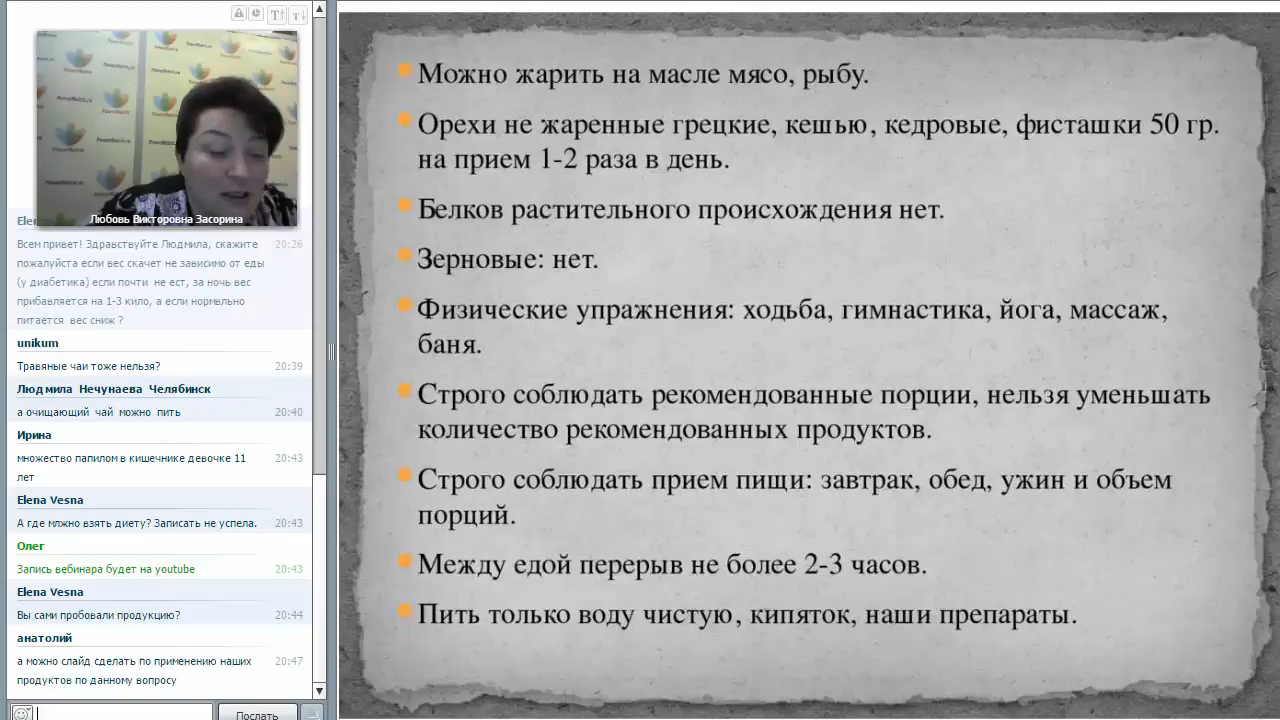 Любовь Викторовна Засорина
Всем привет! Здравствуйте Людмила, скажите
20:26
пожалуйста если вес скачет не зависимо от еды
(у диабетика) если почти не ест, за ночь вес
прибавляется на 1-3 кило, а если нормвльно
питается вес сниж ?
unikum
Травяные чаи тоже нельзя?
20:39
Людмила Нечунаева Челябинск
а очищающий чай можно пить
20:40
Ирина
множество папилом в кишечнике девочке 11
20:43
лет
Elena Vesna
А где млжно взять диету? Записать не успела.
20:43
Олег
Запись вебинара будет на youtube
20:43
Elena Vesna
Вы сами пробовали продукцию?
20:44
анатолий
а можно слайд сделать по применению наших
20:47
продуктов по данному вопросу
Послать
Можно жарить на масле мясо, рыбу.
Орехи не жаренные грецкие, кешью, кедровые, фисташки 50 гр.
на прием 1-2 раза в день.
Белков растительного происхождения нет.
Зерновые: нет.
Физические упражнения: ходьба, гимнастика, йога, массаж,
баня.
Строго соблюдать рекомендованные порции, нельзя уменьшать
количество рекомендованных продуктов.
Строго соблюдать прием пищи: завтрак, обед, ужин и объем
порций.
Между едой перерыв не более 2-3 часов.
Пить только воду чистую, кипяток, наши препараты.